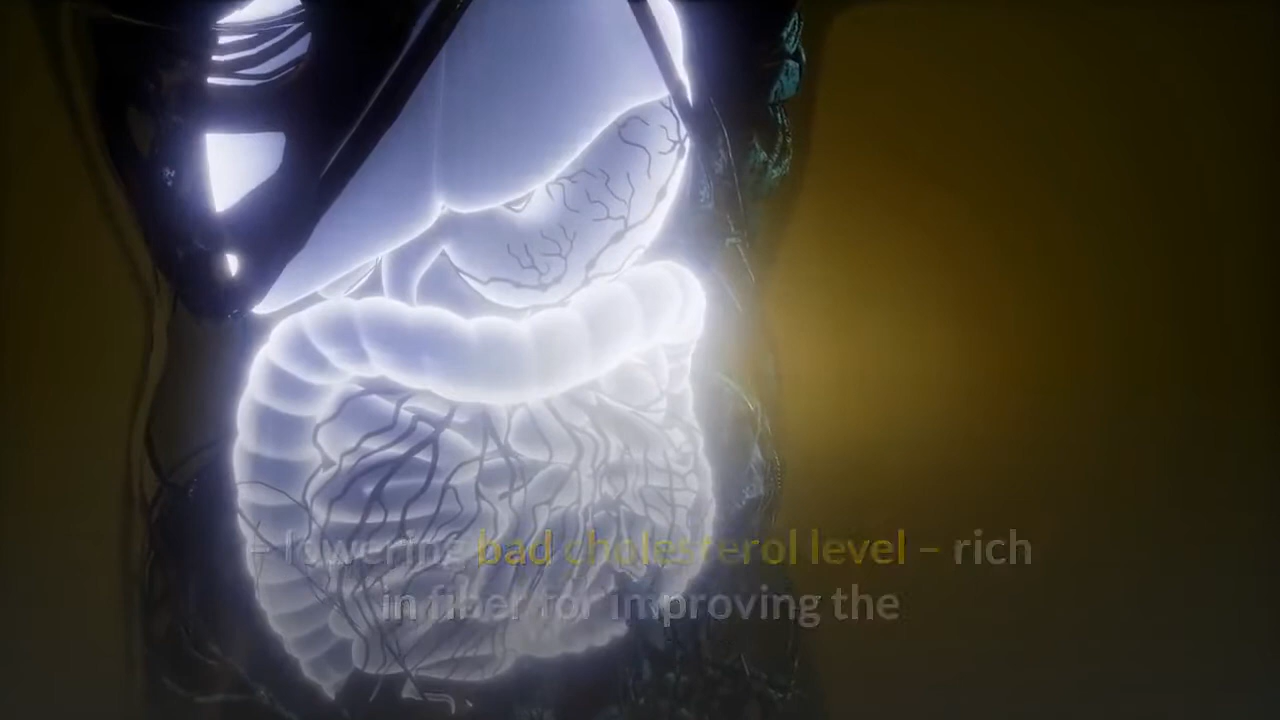 – lowering bad cholesterol level – rich
in fiber for improving the